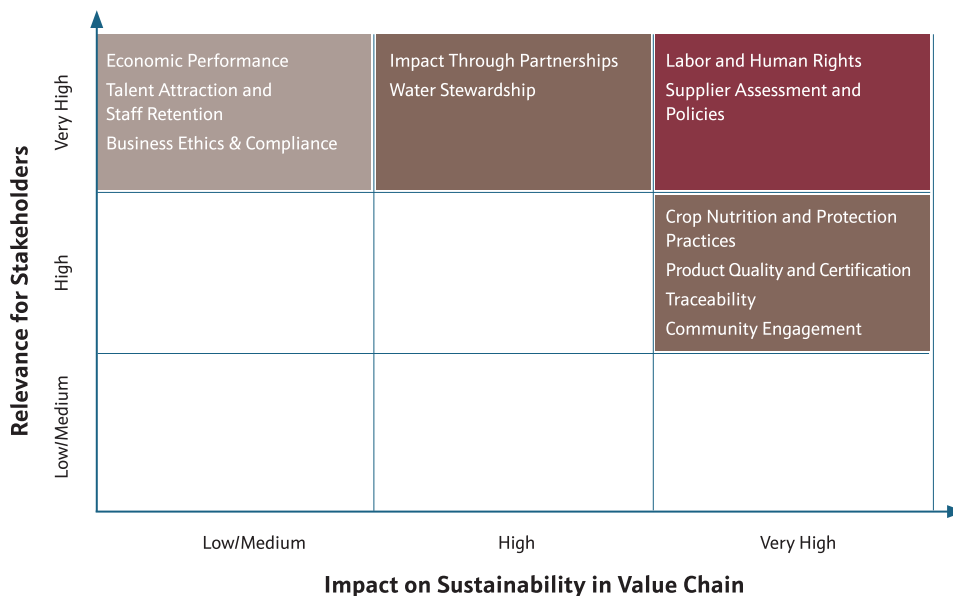 Relevance for Stakeholders
Very High
High
Low/Medium
Economic Performance
Talent Attraction and
Staff Retention
Business Ethics & Compliance
Impact Through Partnerships
Water Stewardship
Labor and Human Rights
Supplier Assessment and
Policies
Crop Nutrition and Protection
Practices
Product Quality and Certification
Traceability
Community Engagement
Low/Medium
High
Very High
Impact on Sustainability in Value Chain